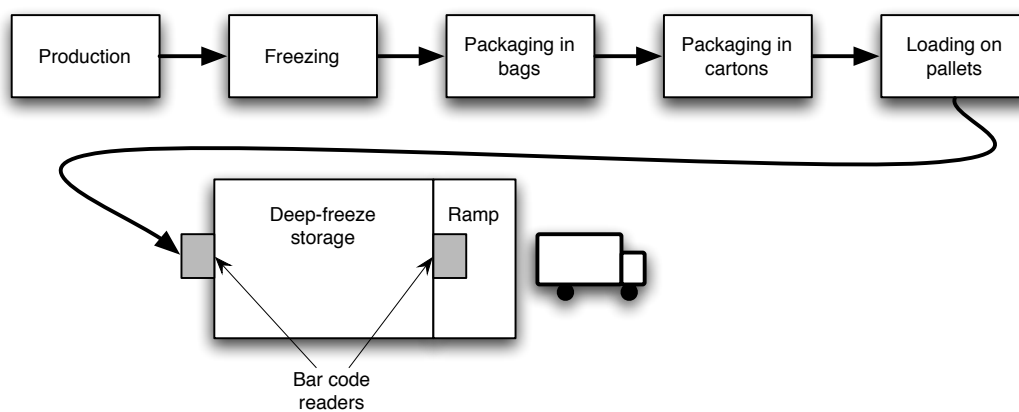 Production
Freezing
Packaging in
bags
Packaging in
cartons
Loading on
pallets
Deep-freeze
storage
Ramp
Bar code
readers